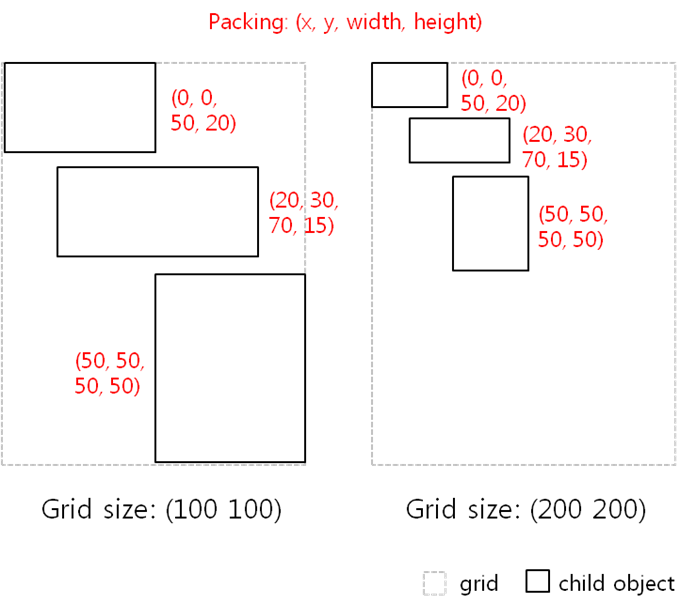 Packing: (x, y, width, height)
(0, 0,
50, 20)
(20, 30,
70, 15)
(50, 50,
50, 50)
Grid size: (100 100)
(0, 0,
50, 20)
(20, 30,
70, 15)
(50, 50,
50, 50)
Grid size: (200 200)
grid
child object